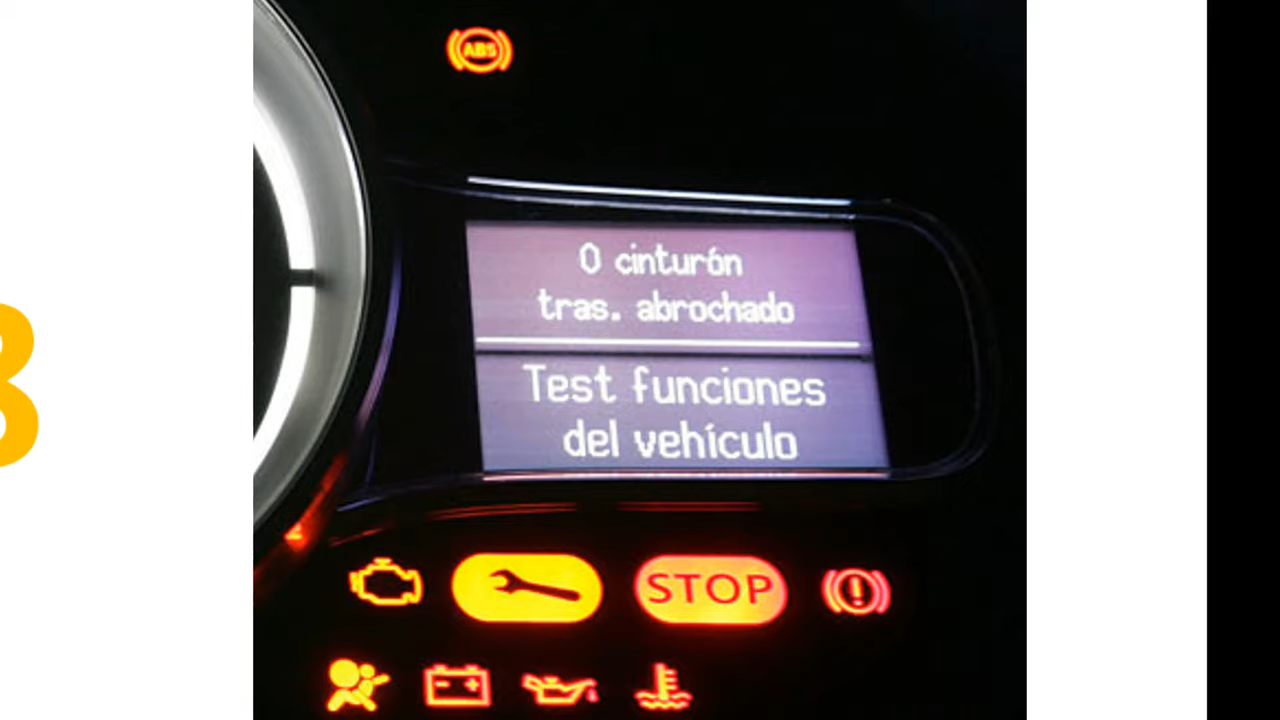 ABS
0 cinturón
tras. abrochado
Test funciones
del vehículo
STOP